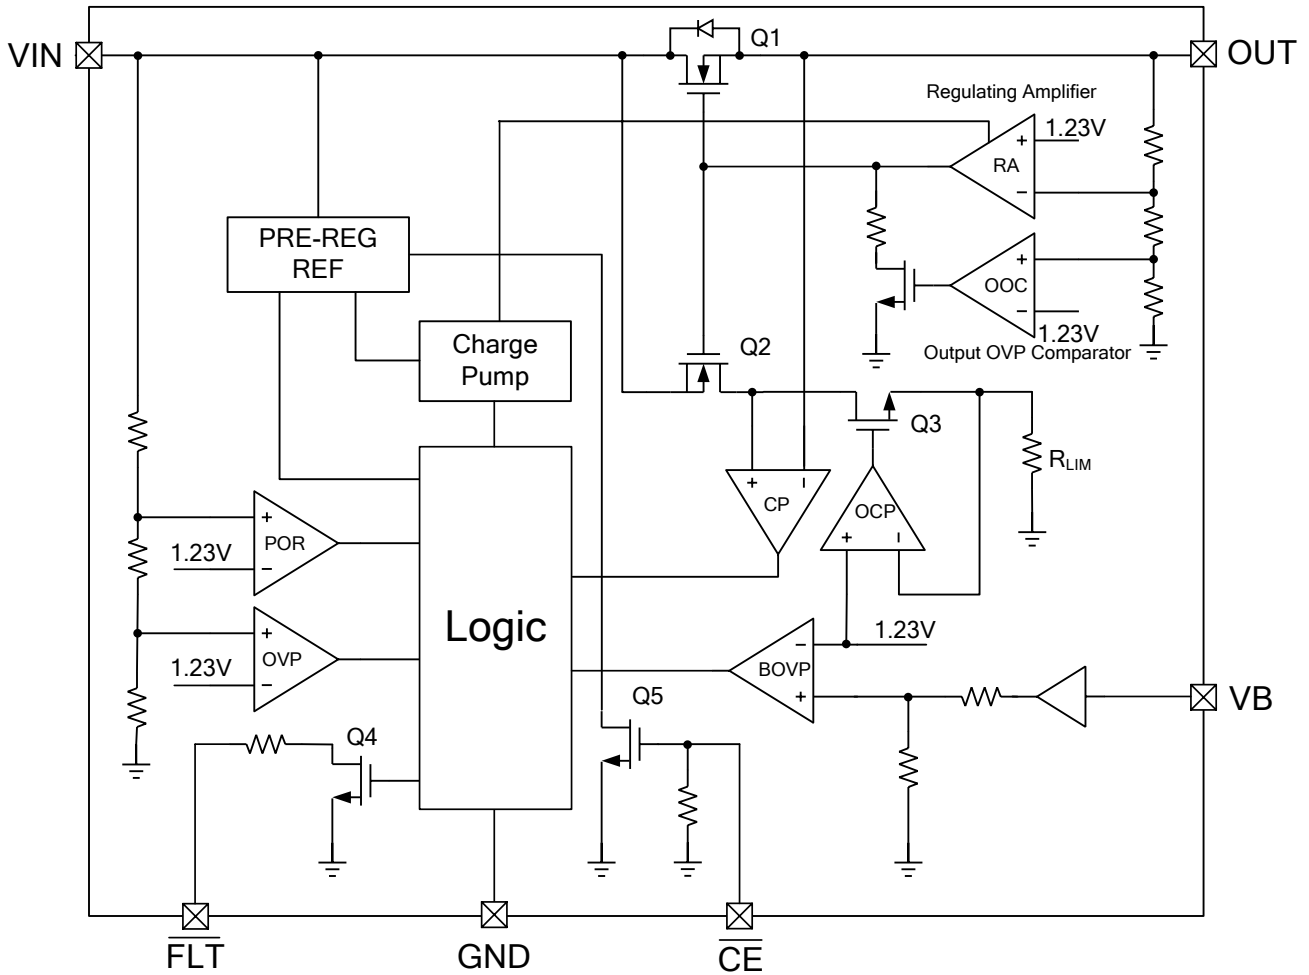 VIN
Q1
OUT
Regulating Amplifier
1.23V
+
RA
−
PRE-REG
REF
+
OOC
−
1.23V
Output OVP Comparator
Charge
Pump
Q2
Q3
RLIM
+ −
CP
OCP
+ −
+
POR
1.23V
−
Logic
+
OVP
1.23V
−
1.23V
−
BOVP
+
VB
Q5
Q4
FLT
GND
CE